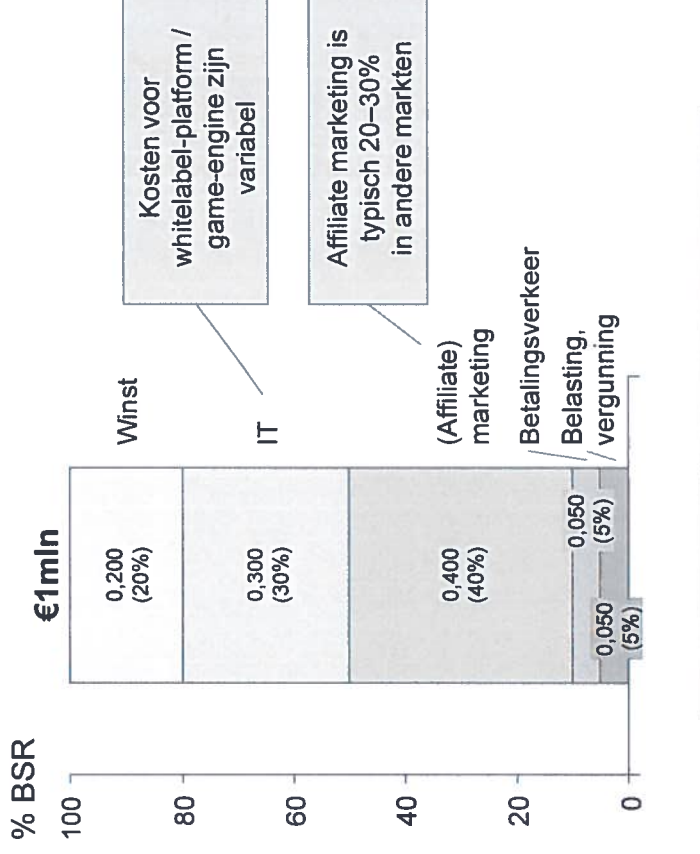 % BSR
€1mln
100
80
60
40
20
0
0,200
(20%)
0,300
(30%)
0,400
(40%)
0,050
(5%)
0,050
(5%)
Winst
IT
(Affiliate)
marketing
Betalingsverkeer
Belasting,
vergunning
Kosten voor
whitelabel-platform /
game-engine zijn
variabel
Affiliate marketing is
typisch 20–30%
in andere markten